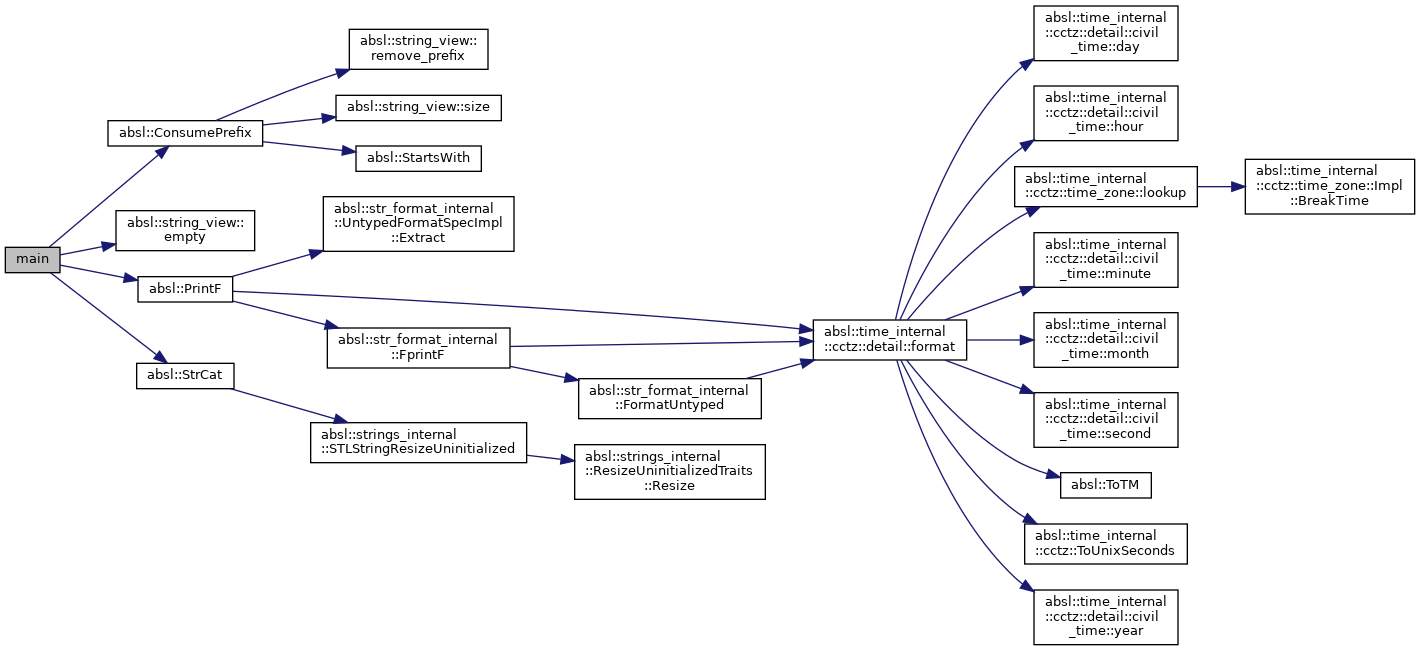 main
absl::ConsumePrefix
absl::string_view::
remove_prefix
absl::string_view::size
absl::StartsWith
absl::string_view::
empty
absl::PrintF
absl::str_format_internal
::UntypedFormatSpecImpl
::Extract
absl::str_format_internal
::FprintF
absl::str_format_internal
::FormatUntyped
absl::StrCat
absl::strings_internal
::STLStringResizeUninitialized
absl::strings_internal
::ResizeUninitializedTraits
::Resize
absl::time_internal
::cctz::detail::format
absl::time_internal
::cctz::detail::civil
_time::day
absl::time_internal
::cctz::detail::civil
_time::hour
absl::time_internal
::cctz::time_zone::lookup
absl::time_internal
::cctz::time_zone::Impl
::BreakTime
absl::time_internal
::cctz::detail::civil
_time::minute
absl::time_internal
::cctz::detail::civil
_time::month
absl::time_internal
::cctz::detail::civil
_time::second
absl::ToTM
absl::time_internal
::cctz::ToUnixSeconds
absl::time_internal
::cctz::detail::civil
_time::year